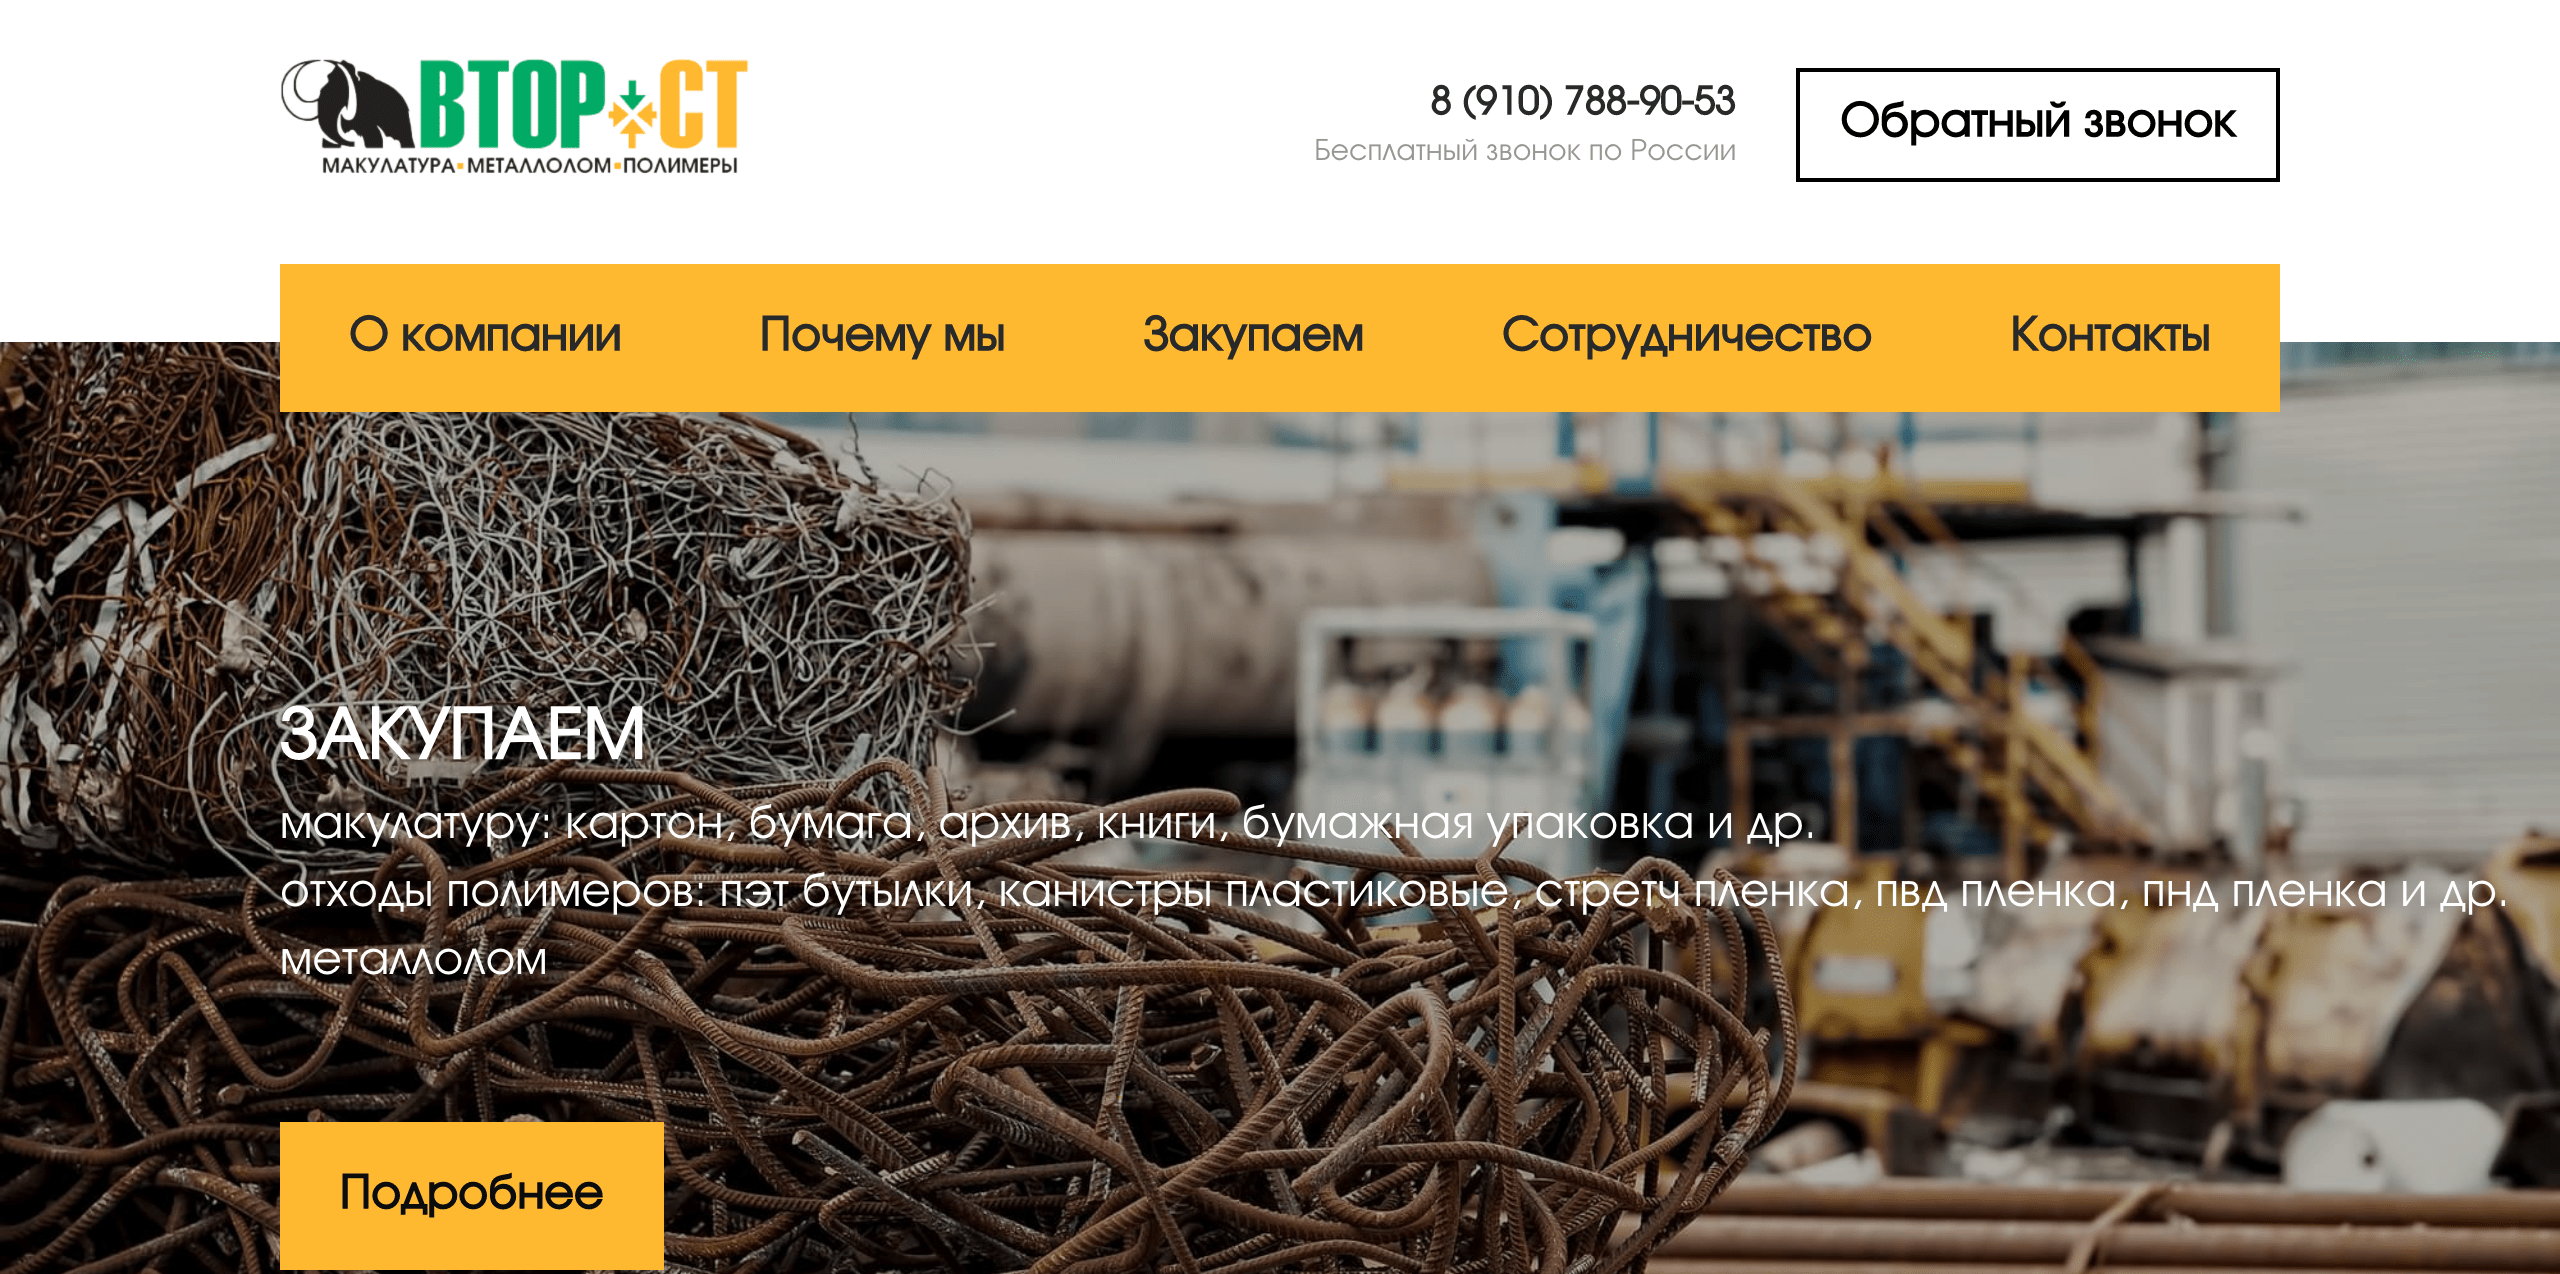 ВТОР СТ
МАКУЛАТУРА▪МЕТАЛЛОЛОМ▪ПОЛИМЕРЫ
8 (910) 788-90-53
Бесплатный звонок по России
Обратный звонок
О компании Почему мы Закупаем Сотрудничество Контакты
ЗАКУПАЕМ
макулатуру: картон, бумага, архив, книги, бумажная упаковка и др.
отходы полимеров: пэт бутылки, канистры пластиковые, стретч пленка, пвд пленка, пнд пленка и др.
металлолом
Подробнее